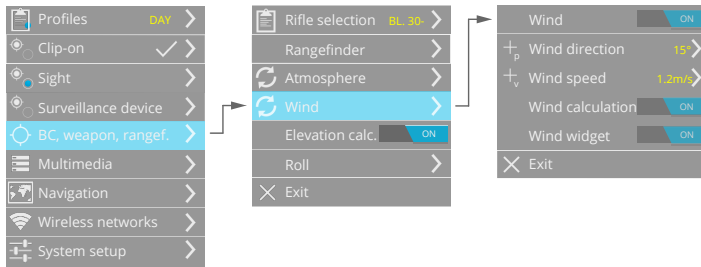 Profiles DAY
Clip-on
Sight
Surveillance device
BC, weapon, rangef.
Multimedia
Navigation
Wireless networks
System setup
Rifle selection BL. 30-
Rangefinder
Atmosphere
Wind
Elevation calc. ON
Roll
Exit
Wind ON
p Wind direction 15°
v Wind speed 1.2m/s
Wind calculation ON
Wind widget ON
Exit